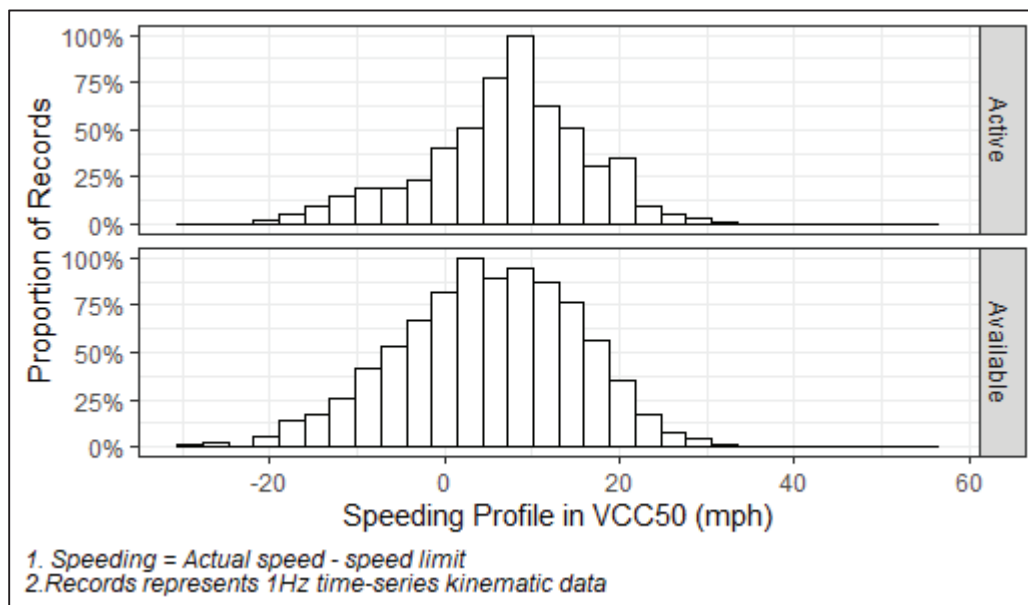 Proportion of Records
100%
75%
50%
25%
0%
Active
100%
75%
50%
25%
0%
Available
-20 0 20 40 60
Speeding Profile in VCC50 (mph)
1. Speeding = Actual speed - speed limit
2.Records represents 1Hz time-series kinematic data